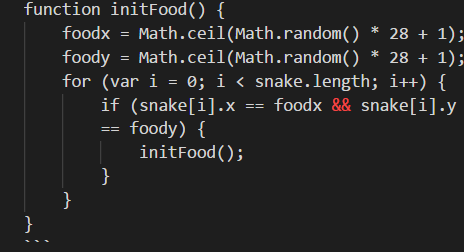 function initFood() {
foodx = Math.ceil(Math.random() * 28 + 1);
foody = Math.ceil(Math.random() * 28 + 1);
for (var i = 0; i < snake.length; i++) {
if (snake[i].x == foodx && snake[i].y
== foody) {
initFood();
}
}
}
```